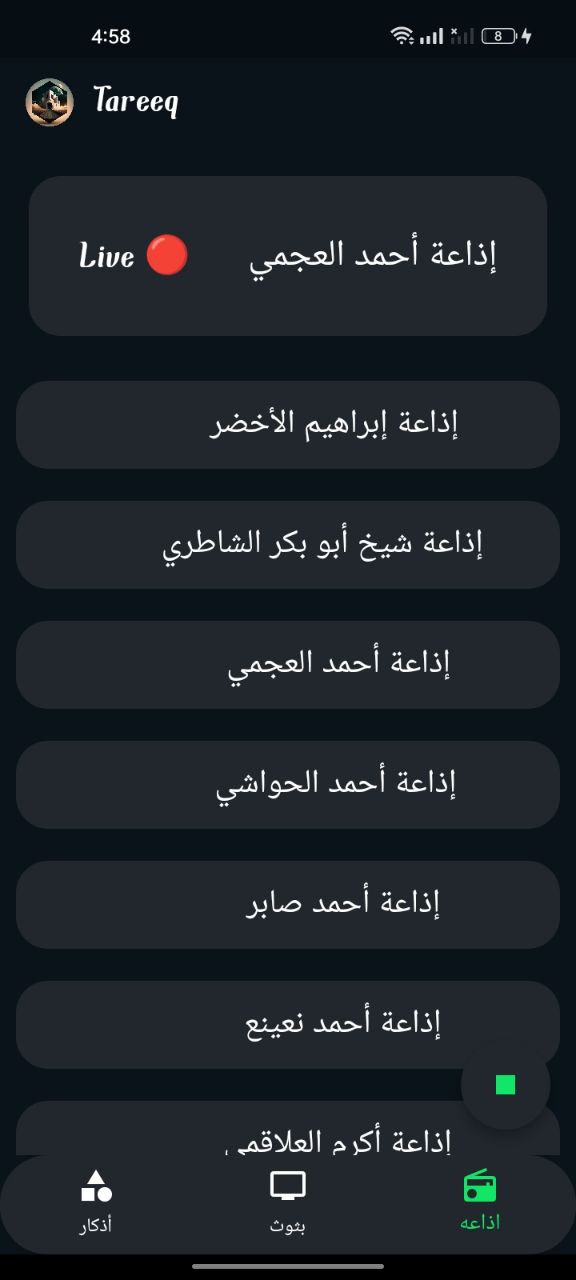 4:58
8
Tareeq
إذاعة أحمد العجمي Live
إذاعة إبراهيم الأخضر
إذاعة شيخ أبو بكر الشاطري
إذاعة أحمد العجمي
إذاعة أحمد الحواشي
إذاعة أحمد صابر
إذاعة أحمد نعينع
إذاعة أكرم العلاقمي
اذاعه
بثوث
أذكار